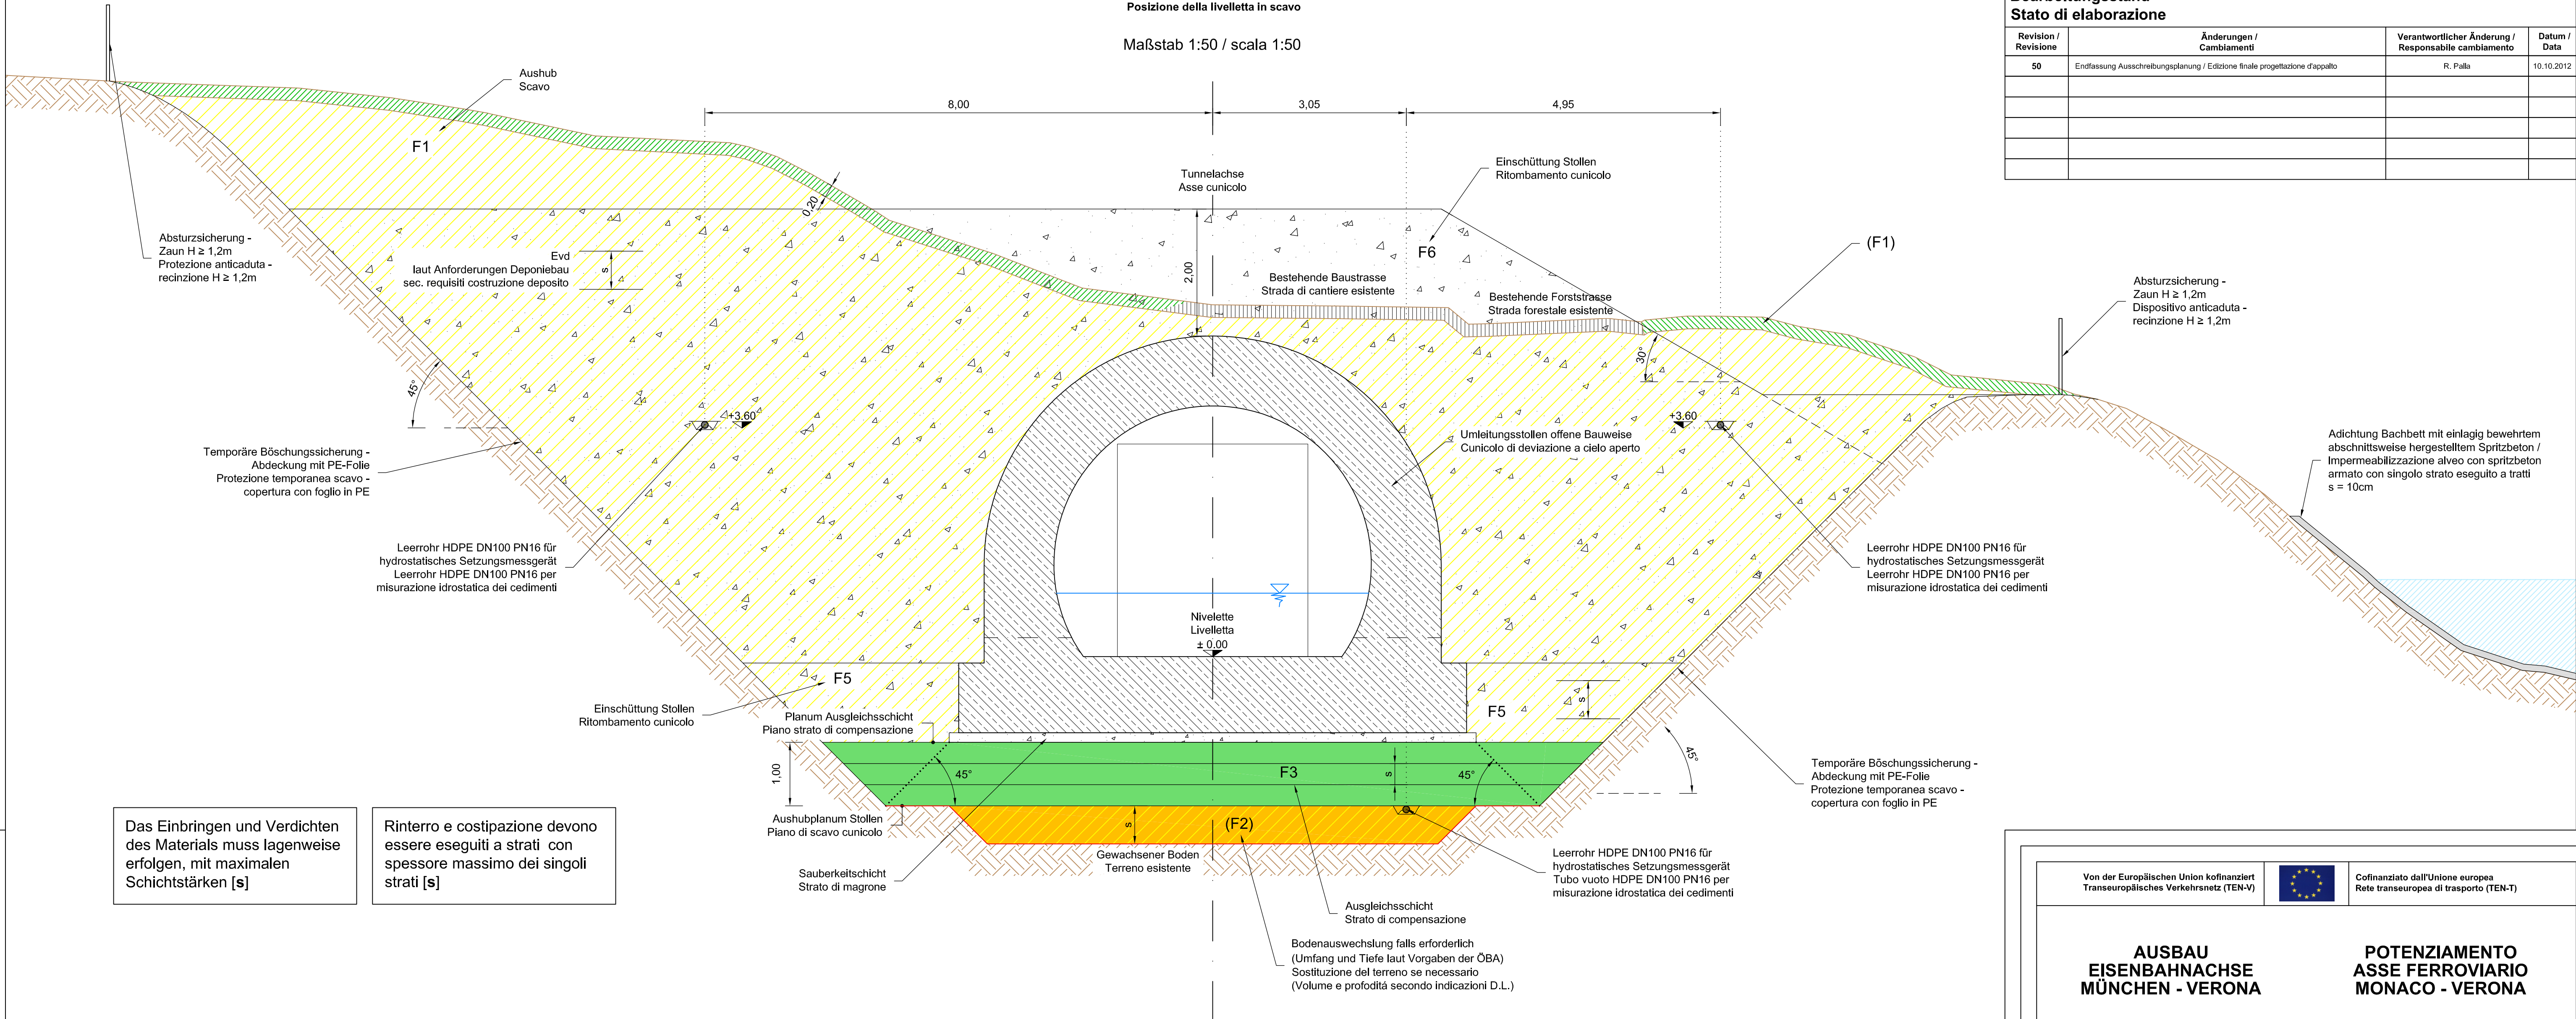 Posizione della livelletta in scavo
Maßstab 1:50 / scala 1:50
Stato di elaborazione
Revision /
Revisione
Änderungen /
Cambiamenti
Verantwortlicher Änderung /
Responsabile cambiamento
Datum /
Data
50
Endfassung Ausschreibungsplanung / Edizione finale progettazione d'appalto
R. Palla
10.10.2012
Aushub
Scavo
F1
8,00
3,05
4,95
Tunnelachse
Asse cunicolo
Einschüttung Stollen
Ritombamento cunicolo
0,20
2,00
F6
(F1)
Absturzsicherung -
Zaun H ≥ 1,2m
Protezione anticaduta -
recinzione H ≥ 1,2m
Evd
laut Anforderungen Deponiebau
sec. requisiti costruzione deposito
s
Bestehende Baustrasse
Strada di cantiere esistente
Bestehende Forststrasse
Strada forestale esistente
Absturzsicherung -
Zaun H ≥ 1,2m
Dispositivo anticaduta -
recinzione H ≥ 1,2m
30°
45°
+3,60
+3,60
Temporäre Böschungssicherung -
Abdeckung mit PE-Folie
Protezione temporanea scavo -
copertura con foglio in PE
Umleitungsstollen offene Bauweise
Cunicolo di deviazione a cielo aperto
Adichtung Bachbett mit einlagig bewehrtem
abschnittsweise hergestelltem Spritzbeton /
Impermeabilizzazione alveo con spritzbeton
armato con singolo strato eseguito a tratti
s = 10cm
Leerrohr HDPE DN100 PN16 für
hydrostatisches Setzungsmessgerät
Leerrohr HDPE DN100 PN16 per
misurazione idrostatica dei cedimenti
Leerrohr HDPE DN100 PN16 für
hydrostatisches Setzungsmessgerät
Leerrohr HDPE DN100 PN16 per
misurazione idrostatica dei cedimenti
Nivelette
Livelletta
± 0,00
F5
F5
s
Einschüttung Stollen
Ritombamento cunicolo
Planum Ausgleichsschicht
Piano strato di compensazione
1,00
45°
F3
s
45°
45°
Temporäre Böschungssicherung -
Abdeckung mit PE-Folie
Protezione temporanea scavo -
copertura con foglio in PE
Aushubplanum Stollen
Piano di scavo cunicolo
s
(F2)
Gewachsener Boden
Terreno esistente
Sauberkeitschicht
Strato di magrone
Leerrohr HDPE DN100 PN16 für
hydrostatisches Setzungsmessgerät
Tubo vuoto HDPE DN100 PN16 per
misurazione idrostatica dei cedimenti
Ausgleichsschicht
Strato di compensazione
Bodenauswechslung falls erforderlich
(Umfang und Tiefe laut Vorgaben der ÖBA)
Sostituzione del terreno se necessario
(Volume e profoditá secondo indicazioni D.L.)
Das Einbringen und Verdichten
des Materials muss lagenweise
erfolgen, mit maximalen
Schichtstärken [s]
Rinterro e costipazione devono
essere eseguiti a strati con
spessore massimo dei singoli
strati [s]
Von der Europäischen Union kofinanziert
Transeuropäisches Verkehrsnetz (TEN-V)
Cofinanziato dall'Unione europea
Rete transeuropea di trasporto (TEN-T)
AUSBAU
EISENBAHNACHSE
MÜNCHEN - VERONA
POTENZIAMENTO
ASSE FERROVIARIO
MONACO - VERONA